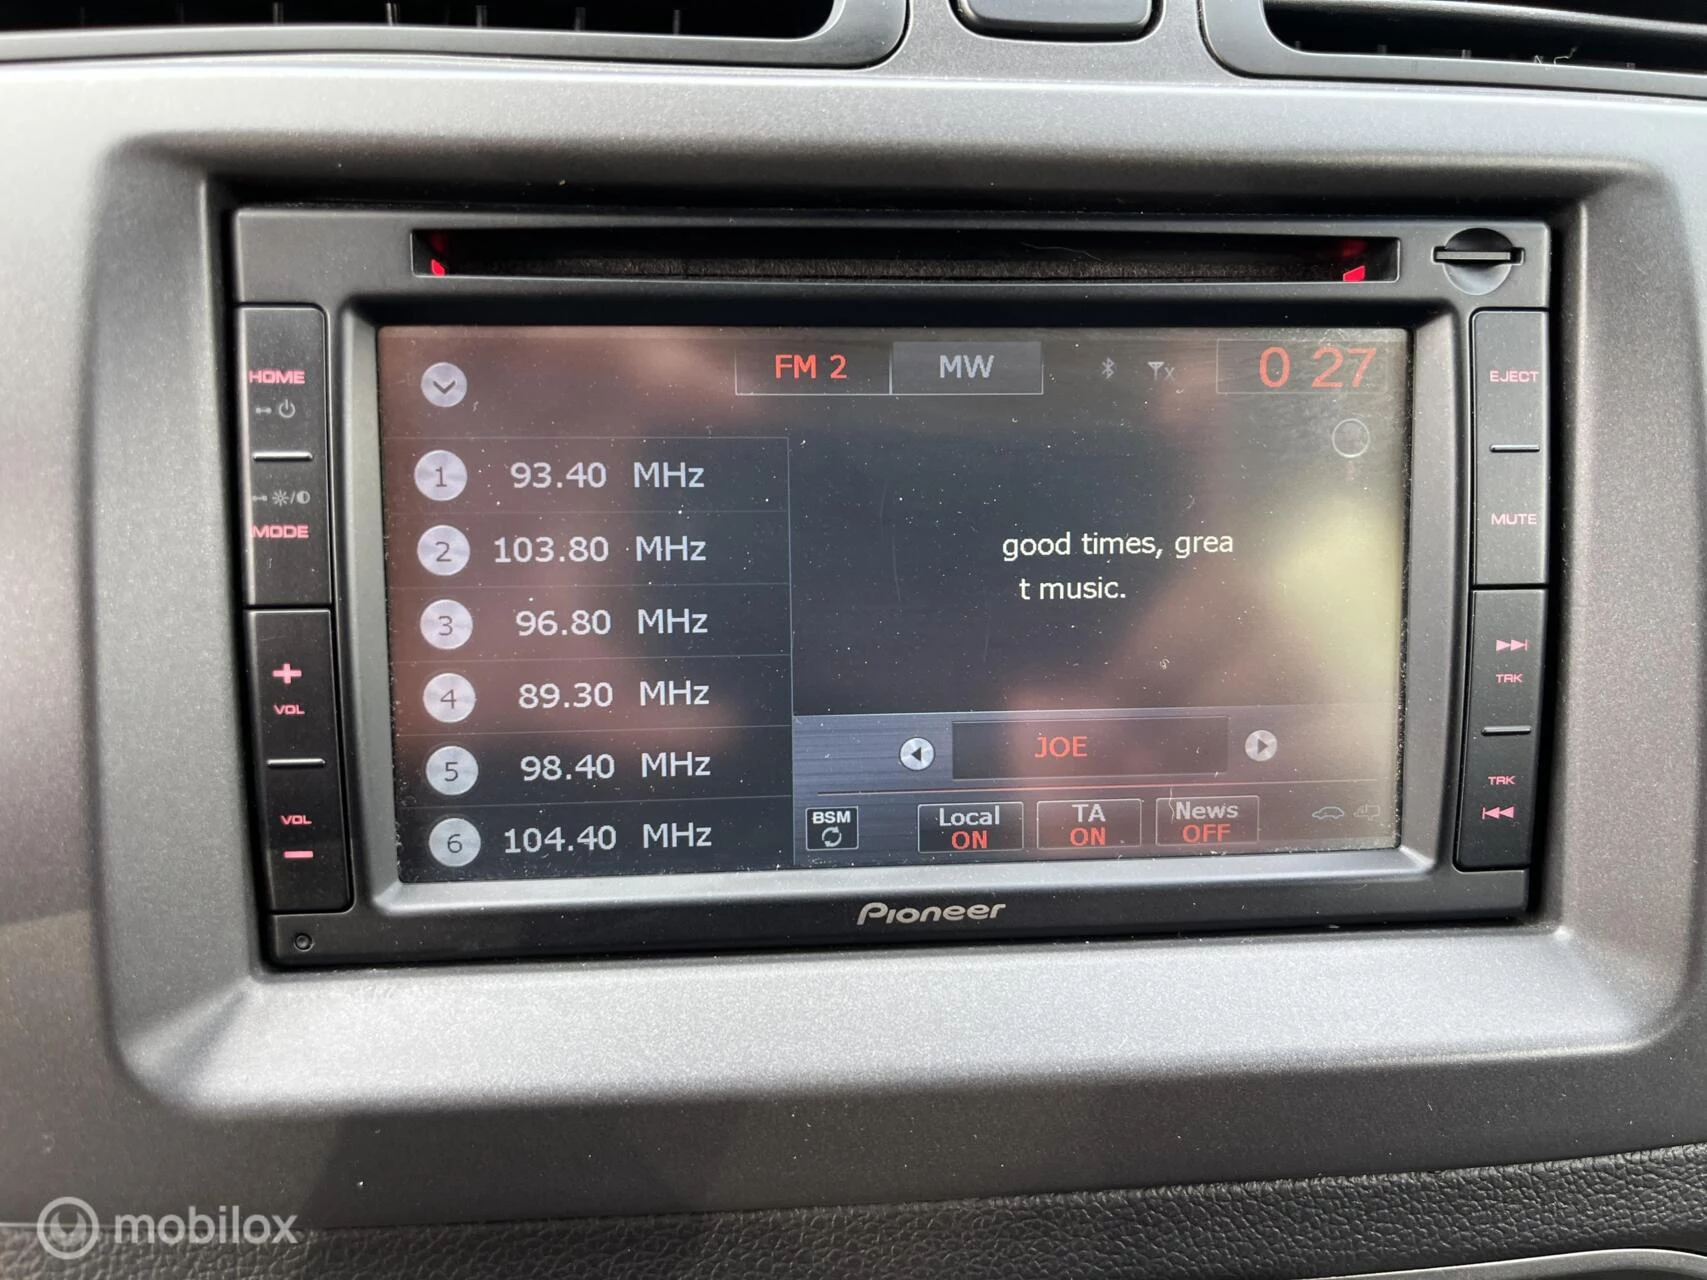 FM 2
MW
0 27
HOME
EJECT
1 93.40 MHz
MODE
MUTE
2 103.80 MHz
good times, grea
t music.
3 96.80 MHz
VOL
TRK
4 89.30 MHz
JOE
5 98.40 MHz
TRK
VOL
BSM
Local
ON
TA
ON
News
OFF
6 104.40 MHz
Pioneer
mobilox